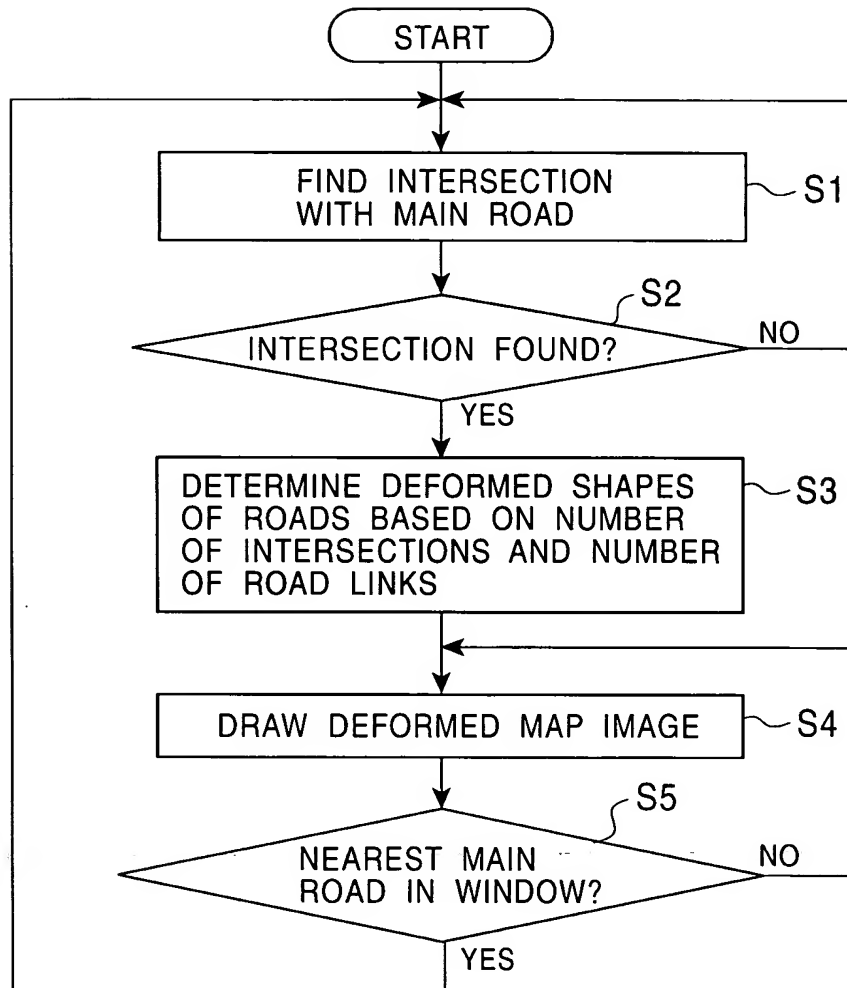 START
FIND INTERSECTION
WITH MAIN ROAD
S1
S2
INTERSECTION FOUND?
NO
YES
DETERMINE DEFORMED SHAPES
OF ROADS BASED ON NUMBER
OF INTERSECTIONS AND NUMBER
OF ROAD LINKS
S3
DRAW DEFORMED MAP IMAGE
S4
S5
NEAREST MAIN
ROAD IN WINDOW?
NO
YES